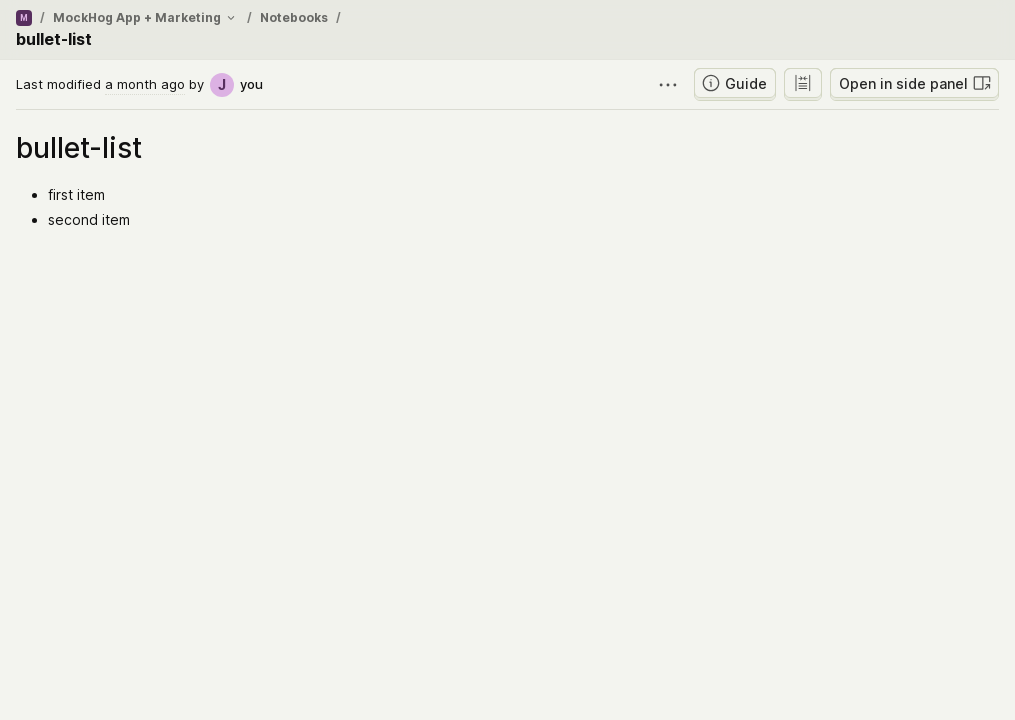 M / MockHog App + Marketing / Notebooks /
bullet-list
Last modified a month ago by J you
Guide
Open in side panel
bullet-list
• first item
• second item